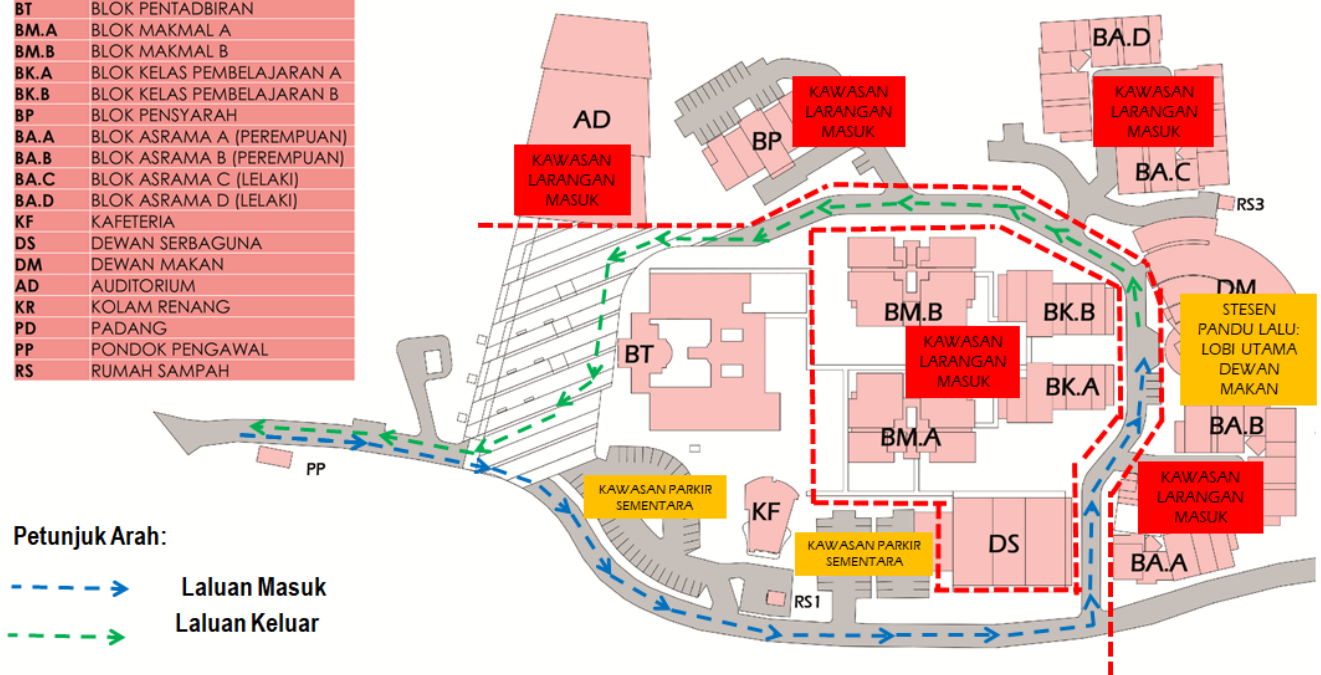 BT BLOK PENTADBIRAN
BM.A BLOK MAKMAL A
BM.B BLOK MAKMAL B
BK.A BLOK KELAS PEMBELAJARAN A
BK.B BLOK KELAS PEMBELAJARAN B
BP BLOK PENSYARAH
BA.A BLOK ASRAMA A (PEREMPUAN)
BA.B BLOK ASRAMA B (PEREMPUAN)
BA.C BLOK ASRAMA C (LELAKI)
BA.D BLOK ASRAMA D (LELAKI)
KF KAFETERIA
DS DEWAN SERBAGUNA
DM DEWAN MAKAN
AD AUDITORIUM
KR KOLAM RENANG
PD PADANG
PP PONDOK PENGAWAL
RS RUMAH SAMPAH
BA.D
AD
KAWASAN
LARANGAN
MASUK
BP
KAWASAN
LARANGAN
MASUK
KAWASAN
LARANGAN
MASUK
BA.C
RS3
DM
STESEN
PANDU LALU:
LOBI UTAMA
DEWAN
MAKAN
BM.B
BK.B
BT
KAWASAN
LARANGAN
MASUK
BK.A
BM.A
BA.B
PP
KAWASAN PARKIR
SEMENTARA
KF
KAWASAN PARKIR
SEMENTARA
DS
KAWASAN
LARANGAN
MASUK
BA.A
RS1
Petunjuk Arah:
Laluan Masuk
Laluan Keluar